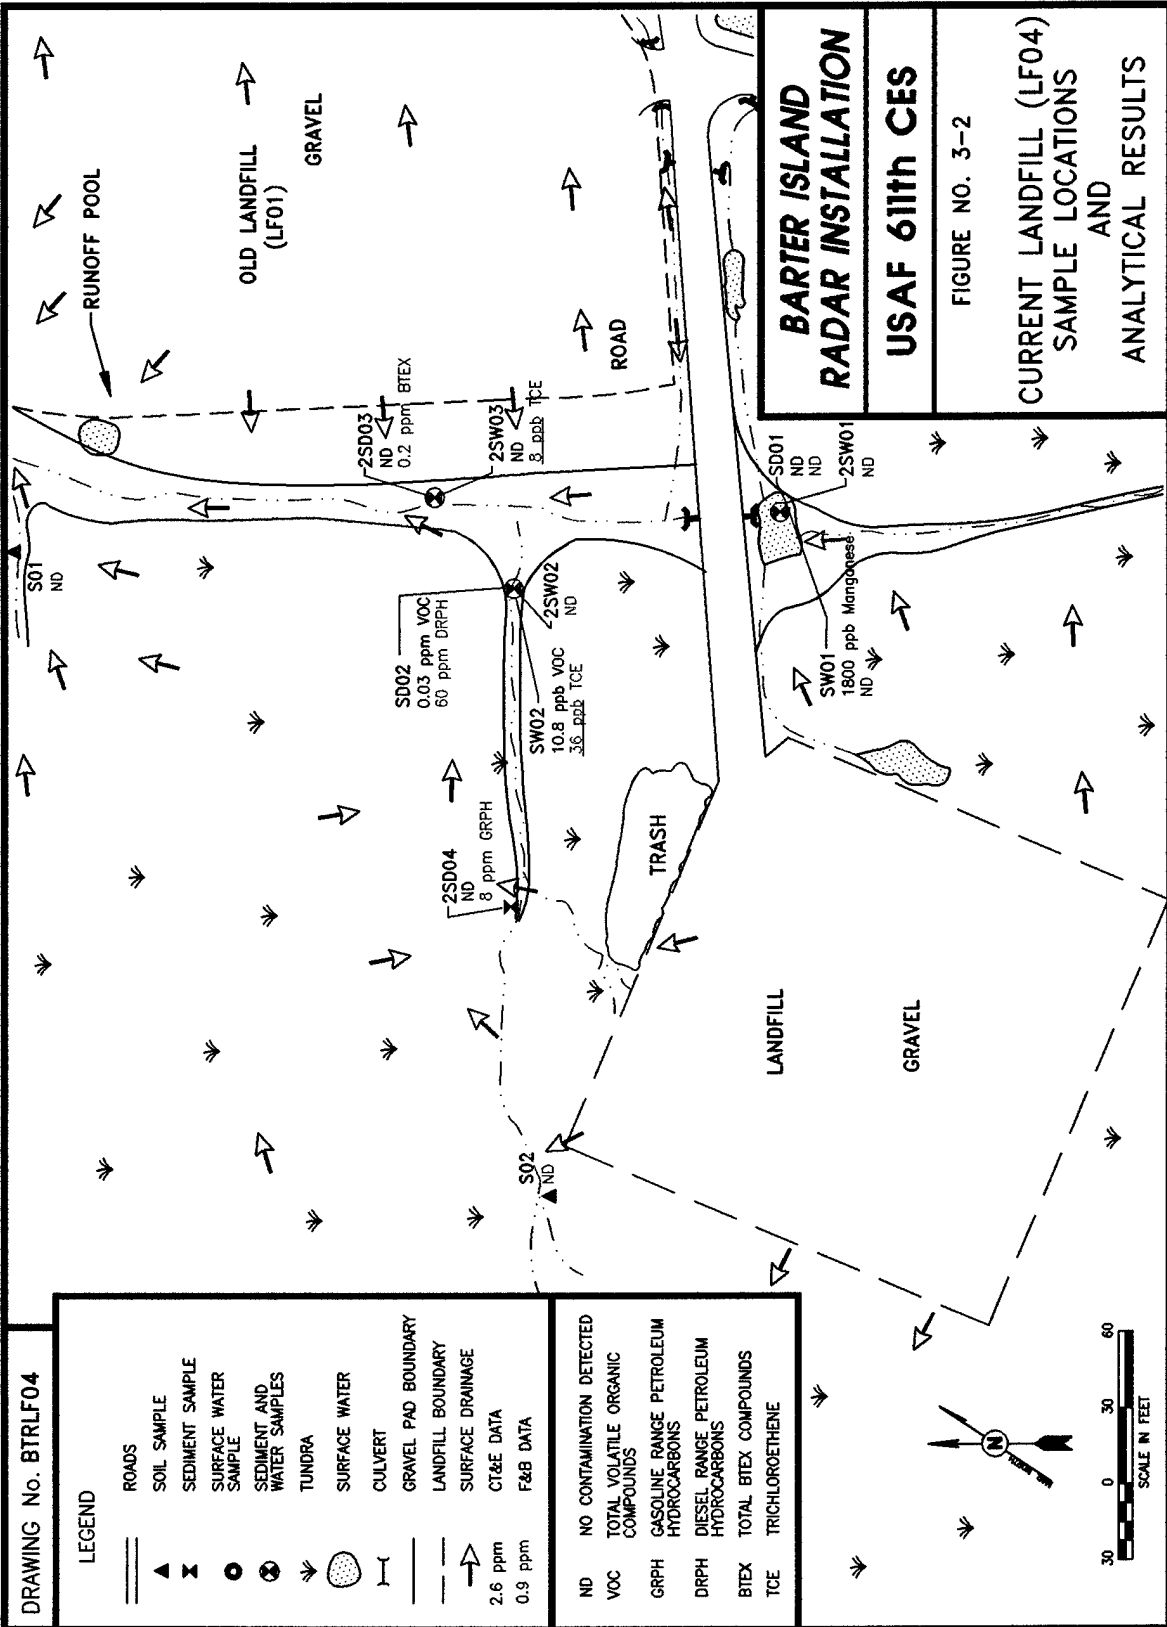 DRAWING No. BTRLF04
LEGEND
ROADS
SOIL SAMPLE
SEDIMENT SAMPLE
SURFACE WATER
SAMPLE
SEDIMENT AND
WATER SAMPLES
TUNDRA
SURFACE WATER
CULVERT
GRAVEL PAD BOUNDARY
LANDFILL BOUNDARY
SURFACE DRAINAGE
2.6 ppm CT&E DATA
0.9 ppm F&B DATA
ND NO CONTAMINATION DETECTED
VOC TOTAL VOLATILE ORGANIC
COMPOUNDS
GRPH GASOLINE RANGE PETROLEUM
HYDROCARBONS
DRPH DIESEL RANGE PETROLEUM
HYDROCARBONS
BTEX TOTAL BTEX COMPOUNDS
TCE TRICHLOROETHENE
N
30 0 30 60
SCALE IN FEET
S01
ND
RUNOFF POOL
OLD LANDFILL
(LF01)
GRAVEL
2SD03
ND
0.2 ppm BTEX
2SW03
ND
8 ppb TCE
ROAD
SD02
0.03 ppm VOC
60 ppm DRPH
2SW02
ND
SW02
10.8 ppb VOC
36 ppb TCE
2SD04
ND
8 ppm GRPH
S02
ND
TRASH
LANDFILL
GRAVEL
SD01
ND
ND
2SW01
ND
SW01
1800 ppb Manganese
ND
BARTER ISLAND
RADAR INSTALLATION
USAF 611th CES
FIGURE NO. 3-2
CURRENT LANDFILL (LF04)
SAMPLE LOCATIONS
AND
ANALYTICAL RESULTS